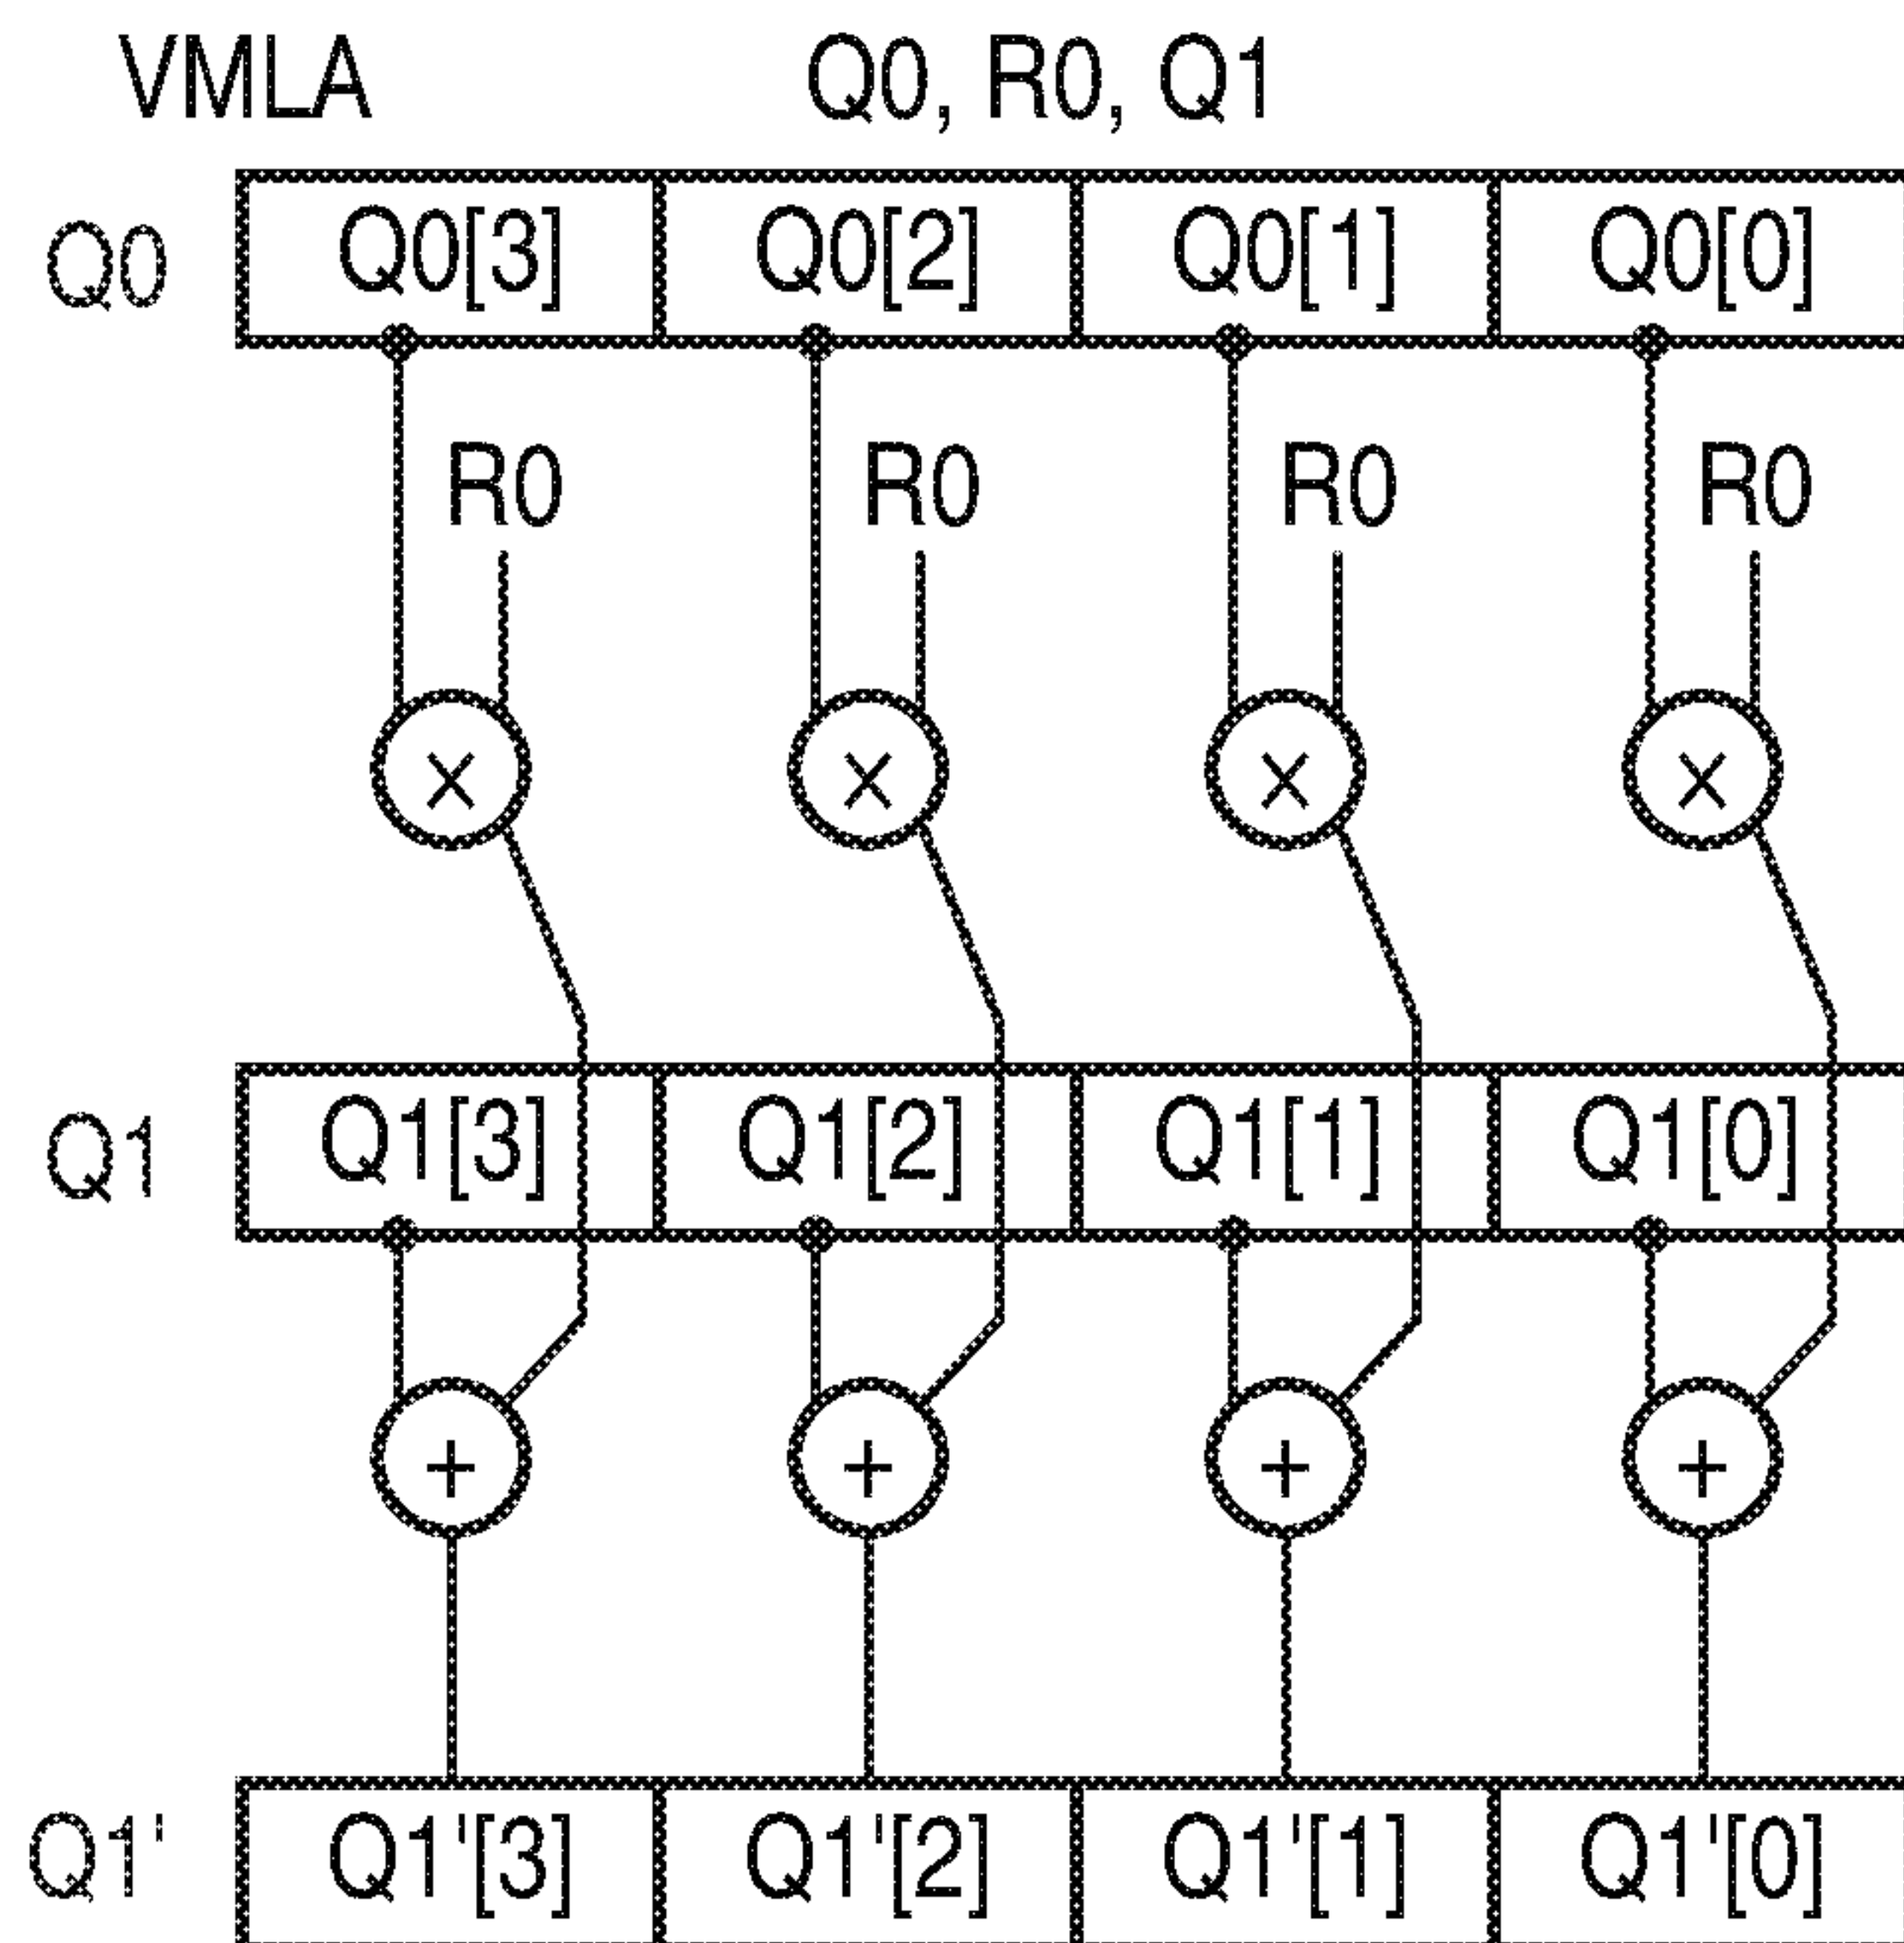 VMLA Q0, R0, Q1
Q0 Q0[3] Q0[2] Q0[1] Q0[0]
R0 R0 R0 R0
× × × ×
Q1 Q1[3] Q1[2] Q1[1] Q1[0]
+ + + +
Q1' Q1'[3] Q1'[2] Q1'[1] Q1'[0]